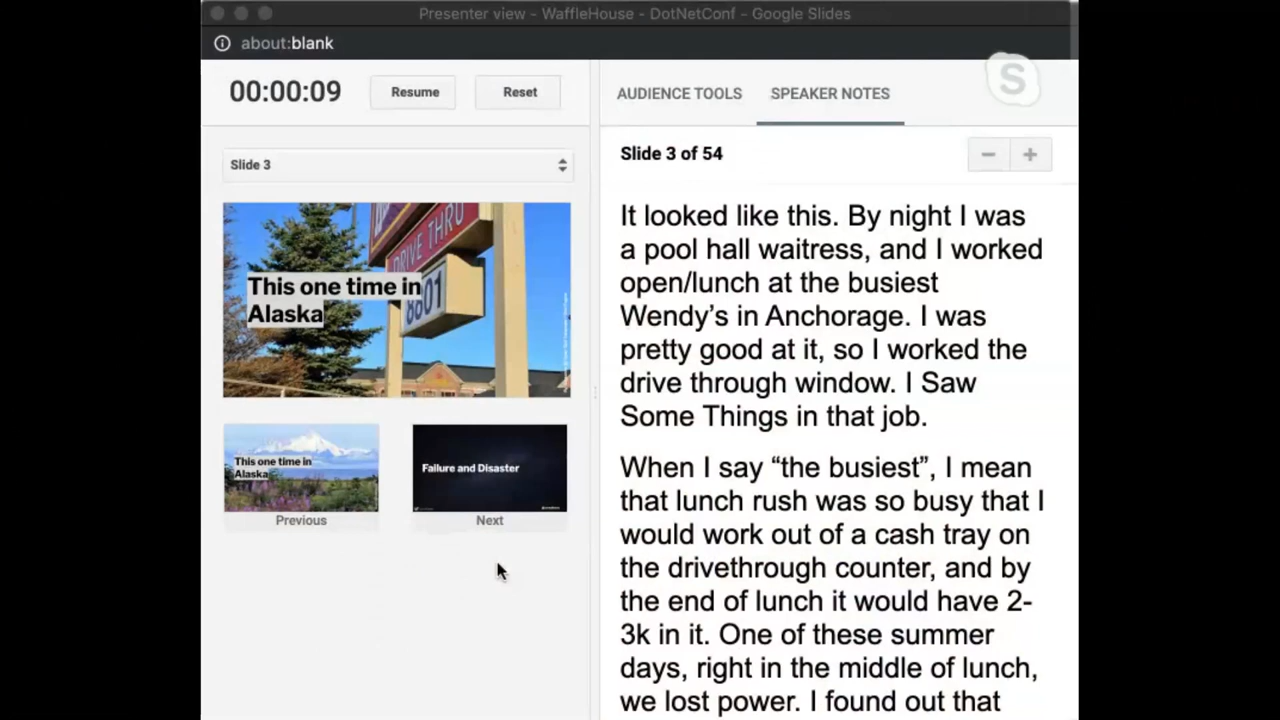 Presenter view - WaffleHouse - DotNetConf - Google Slides
about:blank
00:00:09
Resume
Reset
AUDIENCE TOOLS
SPEAKER NOTES
S
Slide 3
Slide 3 of 54
DRIVE THRU
8801
This one time in
Alaska
This one time in
Alaska
Previous
Failure and Disaster
Next
It looked like this. By night I was
a pool hall waitress, and I worked
open/lunch at the busiest
Wendy’s in Anchorage. I was
pretty good at it, so I worked the
drive through window. I Saw
Some Things in that job.
When I say “the busiest”, I mean
that lunch rush was so busy that I
would work out of a cash tray on
the drivethrough counter, and by
the end of lunch it would have 2-
3k in it. One of these summer
days, right in the middle of lunch,
we lost power. I found out that